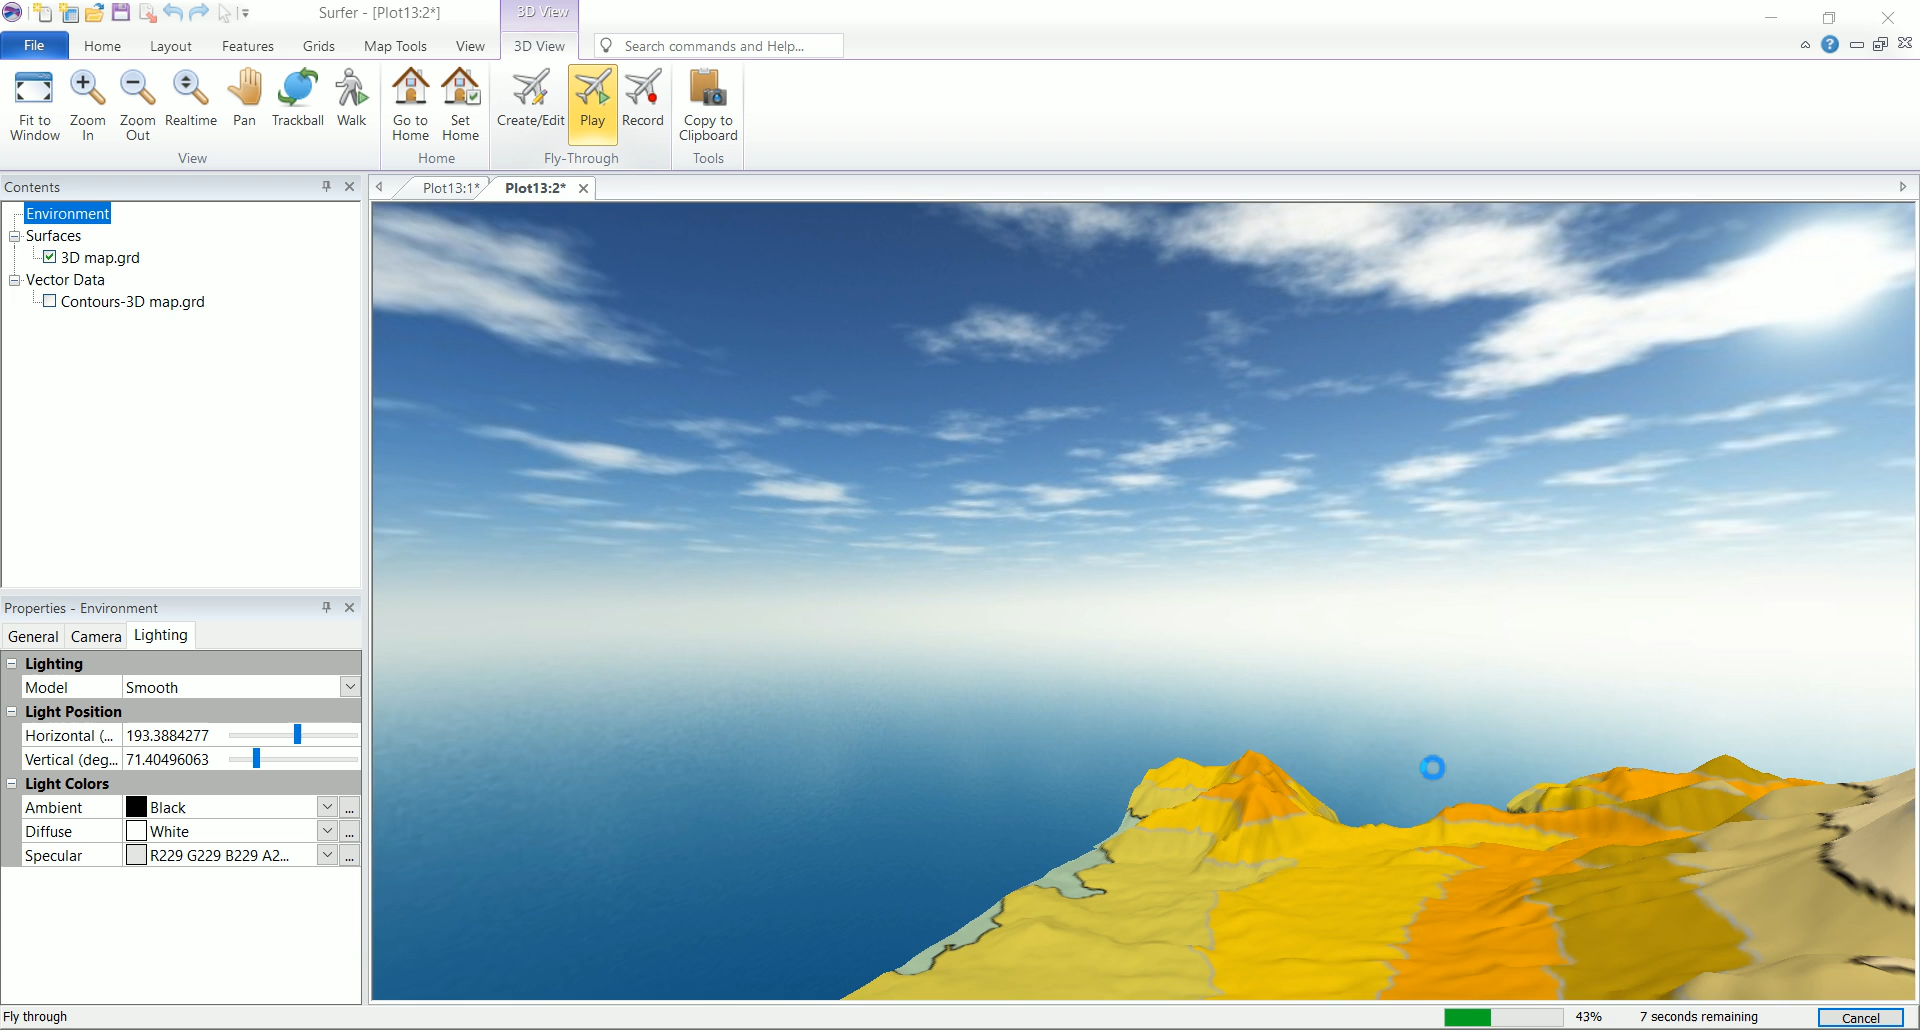 Surfer - [Plot13:2*]
3D View
File
Home
Layout
Features
Grids
Map Tools
View
3D View
Search commands and Help...
Fit to Window
Zoom In
Zoom Out
Realtime
Pan
Trackball
Walk
View
Go to Home
Set Home
Home
Create/Edit
Play
Record
Fly-Through
Copy to Clipboard
Tools
Contents
Plot13:1*
Plot13:2*
Environment
Surfaces
3D map.grd
Vector Data
Contours-3D map.grd
Properties - Environment
General
Camera
Lighting
Lighting
Model Smooth
Light Position
Horizontal (... 193.3884277
Vertical (deg... 71.40496063
Light Colors
Ambient Black ...
Diffuse White ...
Specular R229 G229 B229 A2... ...
Fly through
43%
7 seconds remaining
Cancel